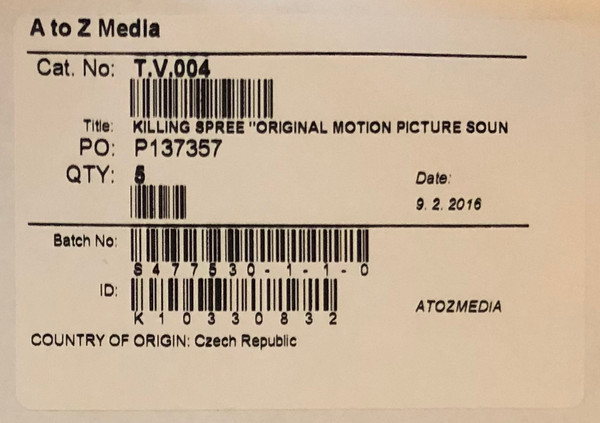 A to Z Media
Cat. No: T.V.004
Title: KILLING SPREE "ORIGINAL MOTION PICTURE SOUN
PO: P137357
QTY: 5
Date:
9. 2. 2016
Batch No:
S477530-1-1-0
ID:
K10330832
ATOZMEDIA
COUNTRY OF ORIGIN: Czech Republic